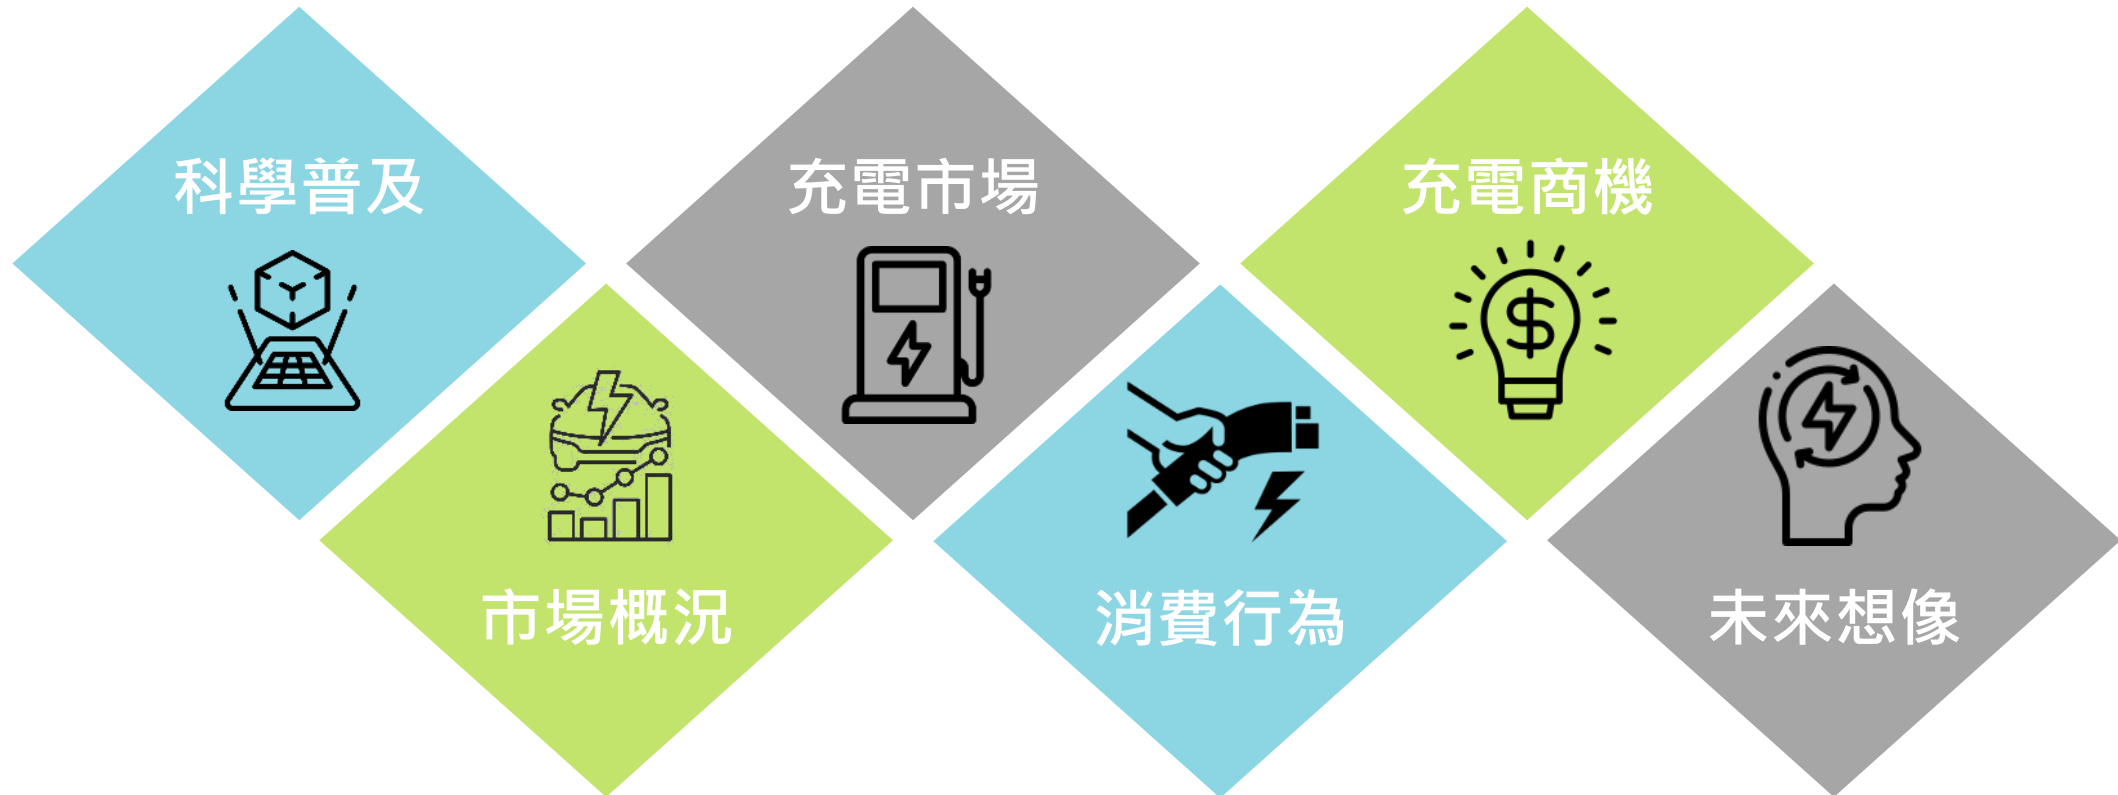 科學普及
市場概況
充電市場
消費行為
充電商機
未來想像